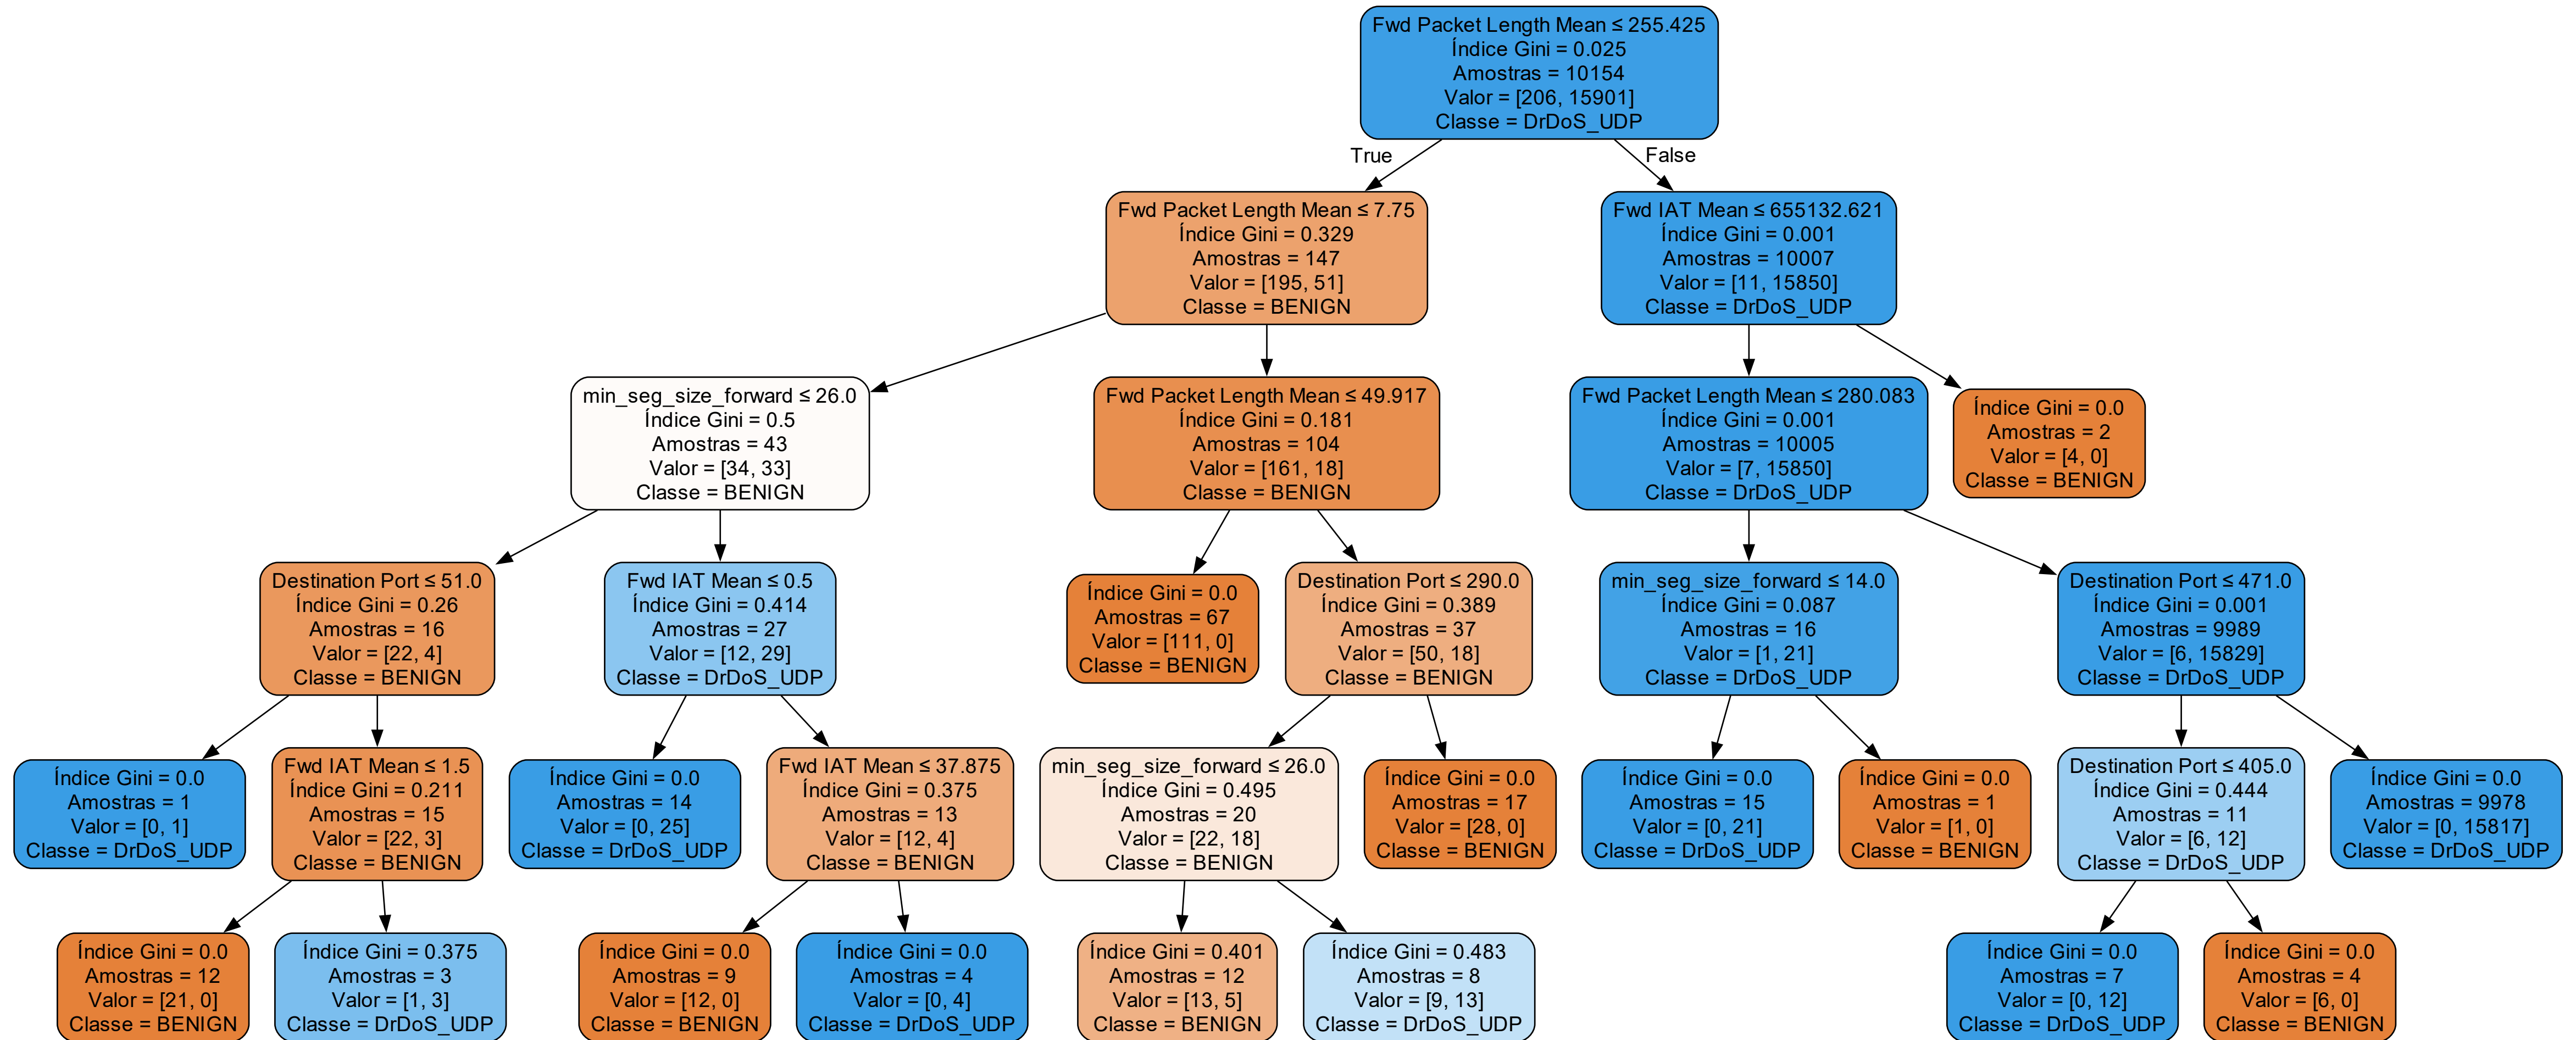 Fwd Packet Length Mean ≤ 255.425
Índice Gini = 0.025
Amostras = 10154
Valor = [206, 15901]
Classe = DrDoS_UDP
True
False
Fwd Packet Length Mean ≤ 7.75
Índice Gini = 0.329
Amostras = 147
Valor = [195, 51]
Classe = BENIGN
Fwd IAT Mean ≤ 655132.621
Índice Gini = 0.001
Amostras = 10007
Valor = [11, 15850]
Classe = DrDoS_UDP
min_seg_size_forward ≤ 26.0
Índice Gini = 0.5
Amostras = 43
Valor = [34, 33]
Classe = BENIGN
Fwd Packet Length Mean ≤ 49.917
Índice Gini = 0.181
Amostras = 104
Valor = [161, 18]
Classe = BENIGN
Fwd Packet Length Mean ≤ 280.083
Índice Gini = 0.001
Amostras = 10005
Valor = [7, 15850]
Classe = DrDoS_UDP
Índice Gini = 0.0
Amostras = 2
Valor = [4, 0]
Classe = BENIGN
Destination Port ≤ 51.0
Índice Gini = 0.26
Amostras = 16
Valor = [22, 4]
Classe = BENIGN
Fwd IAT Mean ≤ 0.5
Índice Gini = 0.414
Amostras = 27
Valor = [12, 29]
Classe = DrDoS_UDP
Índice Gini = 0.0
Amostras = 67
Valor = [111, 0]
Classe = BENIGN
Destination Port ≤ 290.0
Índice Gini = 0.389
Amostras = 37
Valor = [50, 18]
Classe = BENIGN
min_seg_size_forward ≤ 14.0
Índice Gini = 0.087
Amostras = 16
Valor = [1, 21]
Classe = DrDoS_UDP
Destination Port ≤ 471.0
Índice Gini = 0.001
Amostras = 9989
Valor = [6, 15829]
Classe = DrDoS_UDP
Índice Gini = 0.0
Amostras = 1
Valor = [0, 1]
Classe = DrDoS_UDP
Fwd IAT Mean ≤ 1.5
Índice Gini = 0.211
Amostras = 15
Valor = [22, 3]
Classe = BENIGN
Índice Gini = 0.0
Amostras = 14
Valor = [0, 25]
Classe = DrDoS_UDP
Fwd IAT Mean ≤ 37.875
Índice Gini = 0.375
Amostras = 13
Valor = [12, 4]
Classe = BENIGN
min_seg_size_forward ≤ 26.0
Índice Gini = 0.495
Amostras = 20
Valor = [22, 18]
Classe = BENIGN
Índice Gini = 0.0
Amostras = 17
Valor = [28, 0]
Classe = BENIGN
Índice Gini = 0.0
Amostras = 15
Valor = [0, 21]
Classe = DrDoS_UDP
Índice Gini = 0.0
Amostras = 1
Valor = [1, 0]
Classe = BENIGN
Destination Port ≤ 405.0
Índice Gini = 0.444
Amostras = 11
Valor = [6, 12]
Classe = DrDoS_UDP
Índice Gini = 0.0
Amostras = 9978
Valor = [0, 15817]
Classe = DrDoS_UDP
Índice Gini = 0.0
Amostras = 12
Valor = [21, 0]
Classe = BENIGN
Índice Gini = 0.375
Amostras = 3
Valor = [1, 3]
Classe = DrDoS_UDP
Índice Gini = 0.0
Amostras = 9
Valor = [12, 0]
Classe = BENIGN
Índice Gini = 0.0
Amostras = 4
Valor = [0, 4]
Classe = DrDoS_UDP
Índice Gini = 0.401
Amostras = 12
Valor = [13, 5]
Classe = BENIGN
Índice Gini = 0.483
Amostras = 8
Valor = [9, 13]
Classe = DrDoS_UDP
Índice Gini = 0.0
Amostras = 7
Valor = [0, 12]
Classe = DrDoS_UDP
Índice Gini = 0.0
Amostras = 4
Valor = [6, 0]
Classe = BENIGN